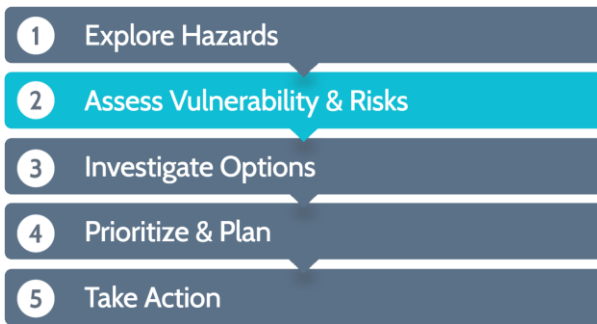 1 Explore Hazards
2 Assess Vulnerability & Risks
3 Investigate Options
4 Prioritize & Plan
5 Take Action